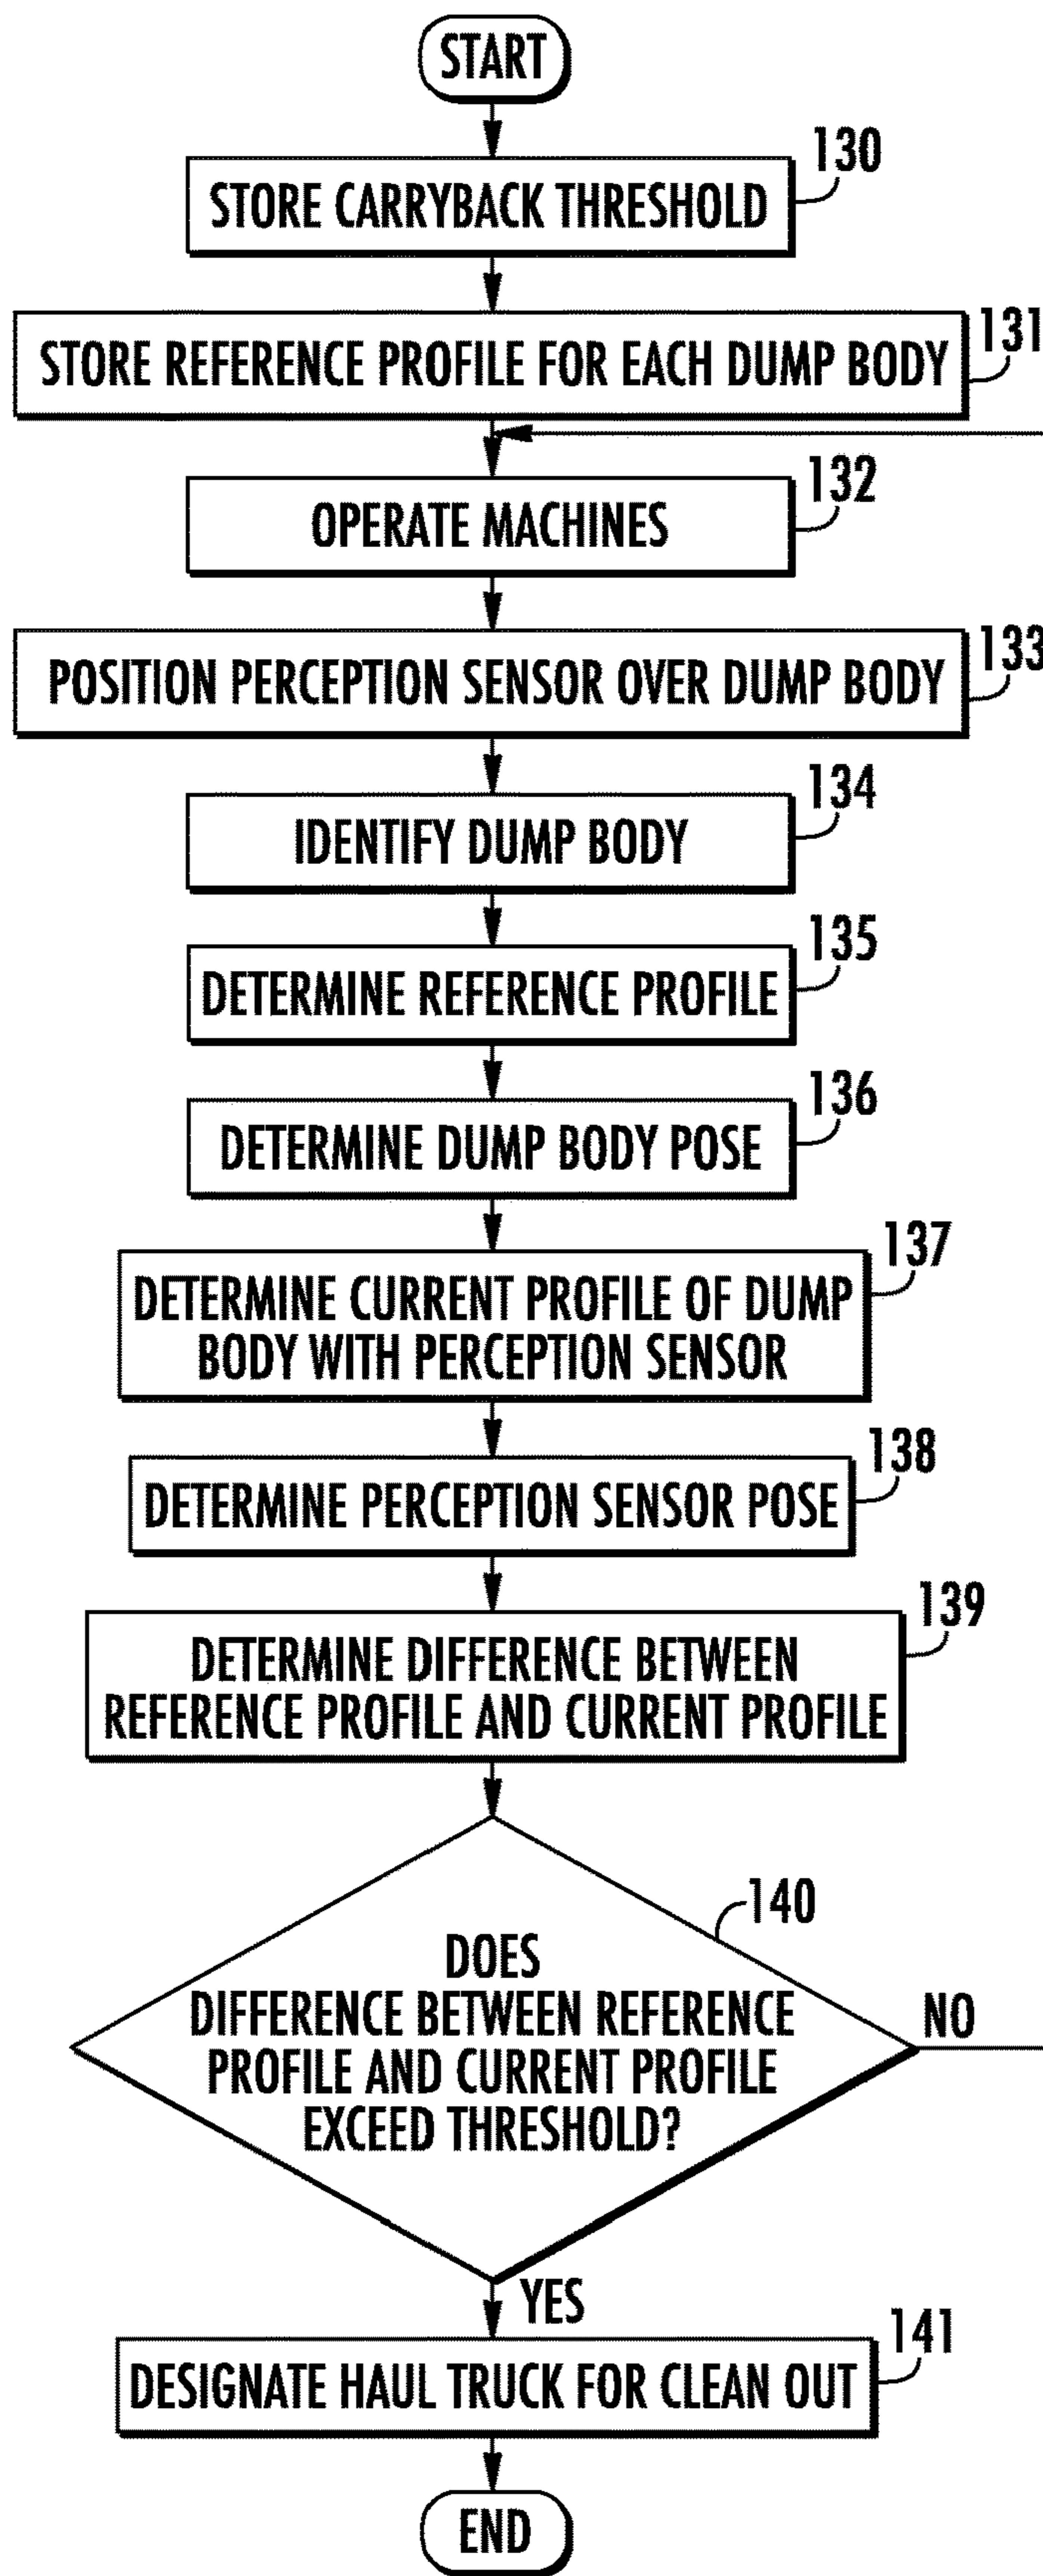 START
130
STORE CARRYBACK THRESHOLD
131
STORE REFERENCE PROFILE FOR EACH DUMP BODY
132
OPERATE MACHINES
133
POSITION PERCEPTION SENSOR OVER DUMP BODY
134
IDENTIFY DUMP BODY
135
DETERMINE REFERENCE PROFILE
136
DETERMINE DUMP BODY POSE
137
DETERMINE CURRENT PROFILE OF DUMP
BODY WITH PERCEPTION SENSOR
138
DETERMINE PERCEPTION SENSOR POSE
139
DETERMINE DIFFERENCE BETWEEN
REFERENCE PROFILE AND CURRENT PROFILE
140
DOES
DIFFERENCE BETWEEN REFERENCE
PROFILE AND CURRENT PROFILE
EXCEED THRESHOLD?
NO
YES
141
DESIGNATE HAUL TRUCK FOR CLEAN OUT
END